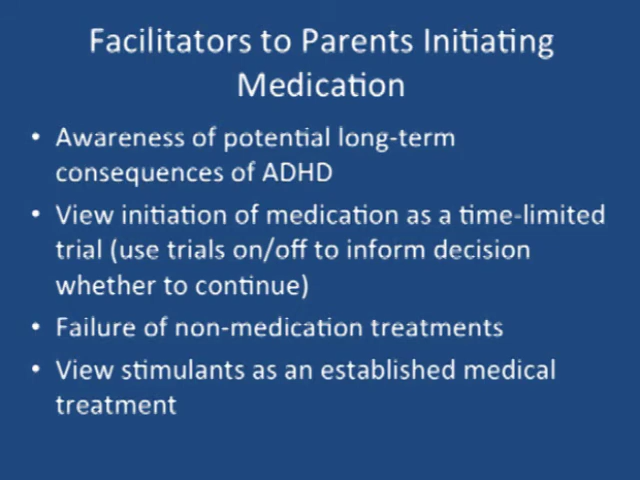 Facilitators to Parents Initiating
Medication
• Awareness of potential long-term
consequences of ADHD
• View initiation of medication as a time-limited
trial (use trials on/off to inform decision
whether to continue)
• Failure of non-medication treatments
• View stimulants as an established medical
treatment